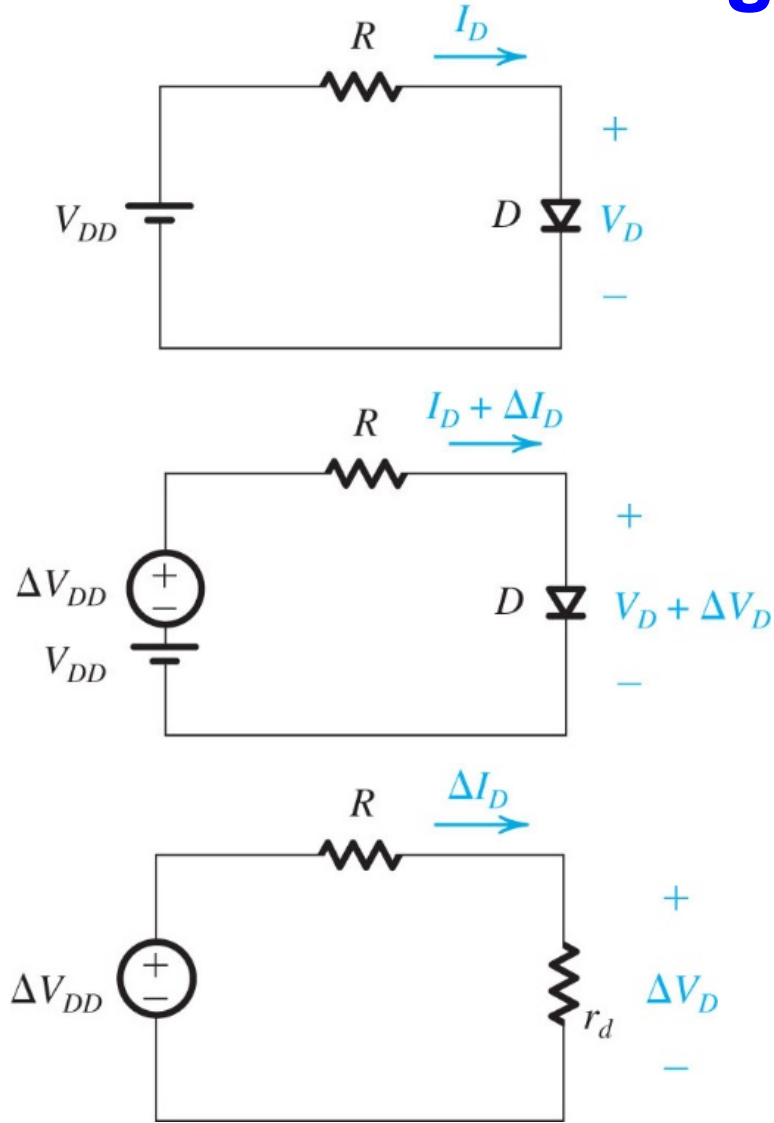 R
I_D
+
V_DD
D
V_D
−
R
I_D + ΔI_D
+
ΔV_DD
+
−
D
V_D + ΔV_D
V_DD
−
R
ΔI_D
+
ΔV_DD
+
−
ΔV_D
r_d
−